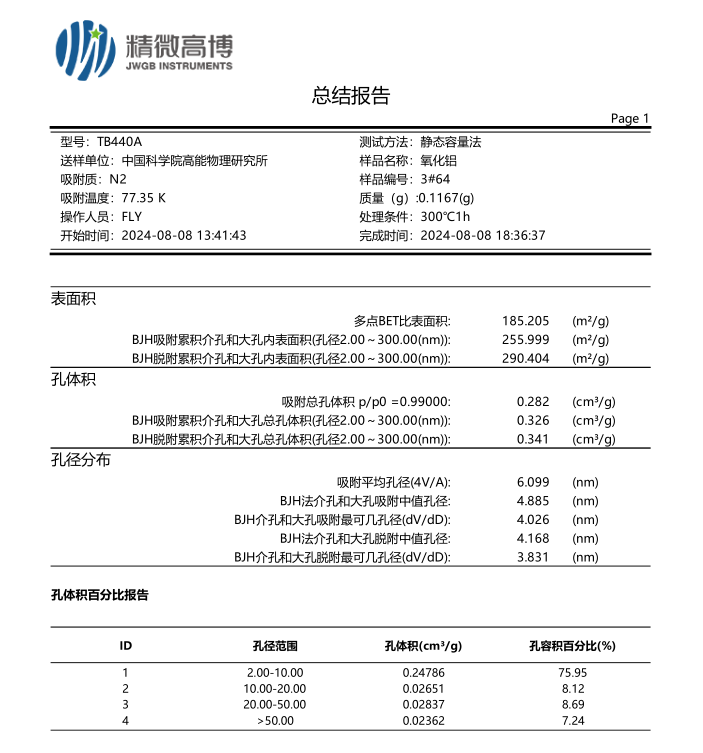 精微高博
JWGB INSTRUMENTS
总结报告
Page 1
型号: TB440A 测试方法: 静态容量法
送样单位: 中国科学院高能物理研究所 样品名称: 氧化铝
吸附质: N2 样品编号: 3#64
吸附温度: 77.35 K 质量（g）:0.1167(g)
操作人员: FLY 处理条件: 300℃1h
开始时间: 2024-08-08 13:41:43 完成时间: 2024-08-08 18:36:37
表面积
多点BET比表面积: 185.205 (m²/g)
BJH吸附累积介孔和大孔内表面积(孔径2.00～300.00(nm)): 255.999 (m²/g)
BJH脱附累积介孔和大孔内表面积(孔径2.00～300.00(nm)): 290.404 (m²/g)
孔体积
吸附总孔体积 p/p0 =0.99000: 0.282 (cm³/g)
BJH吸附累积介孔和大孔总孔体积(孔径2.00～300.00(nm)): 0.326 (cm³/g)
BJH脱附累积介孔和大孔总孔体积(孔径2.00～300.00(nm)): 0.341 (cm³/g)
孔径分布
吸附平均孔径(4V/A): 6.099 (nm)
BJH法介孔和大孔吸附中值孔径: 4.885 (nm)
BJH介孔和大孔吸附最可几孔径(dV/dD): 4.026 (nm)
BJH法介孔和大孔脱附中值孔径: 4.168 (nm)
BJH介孔和大孔脱附最可几孔径(dV/dD): 3.831 (nm)
孔体积百分比报告
ID 孔径范围 孔体积(cm³/g) 孔容积百分比(%)
1 2.00-10.00 0.24786 75.95
2 10.00-20.00 0.02651 8.12
3 20.00-50.00 0.02837 8.69
4 >50.00 0.02362 7.24